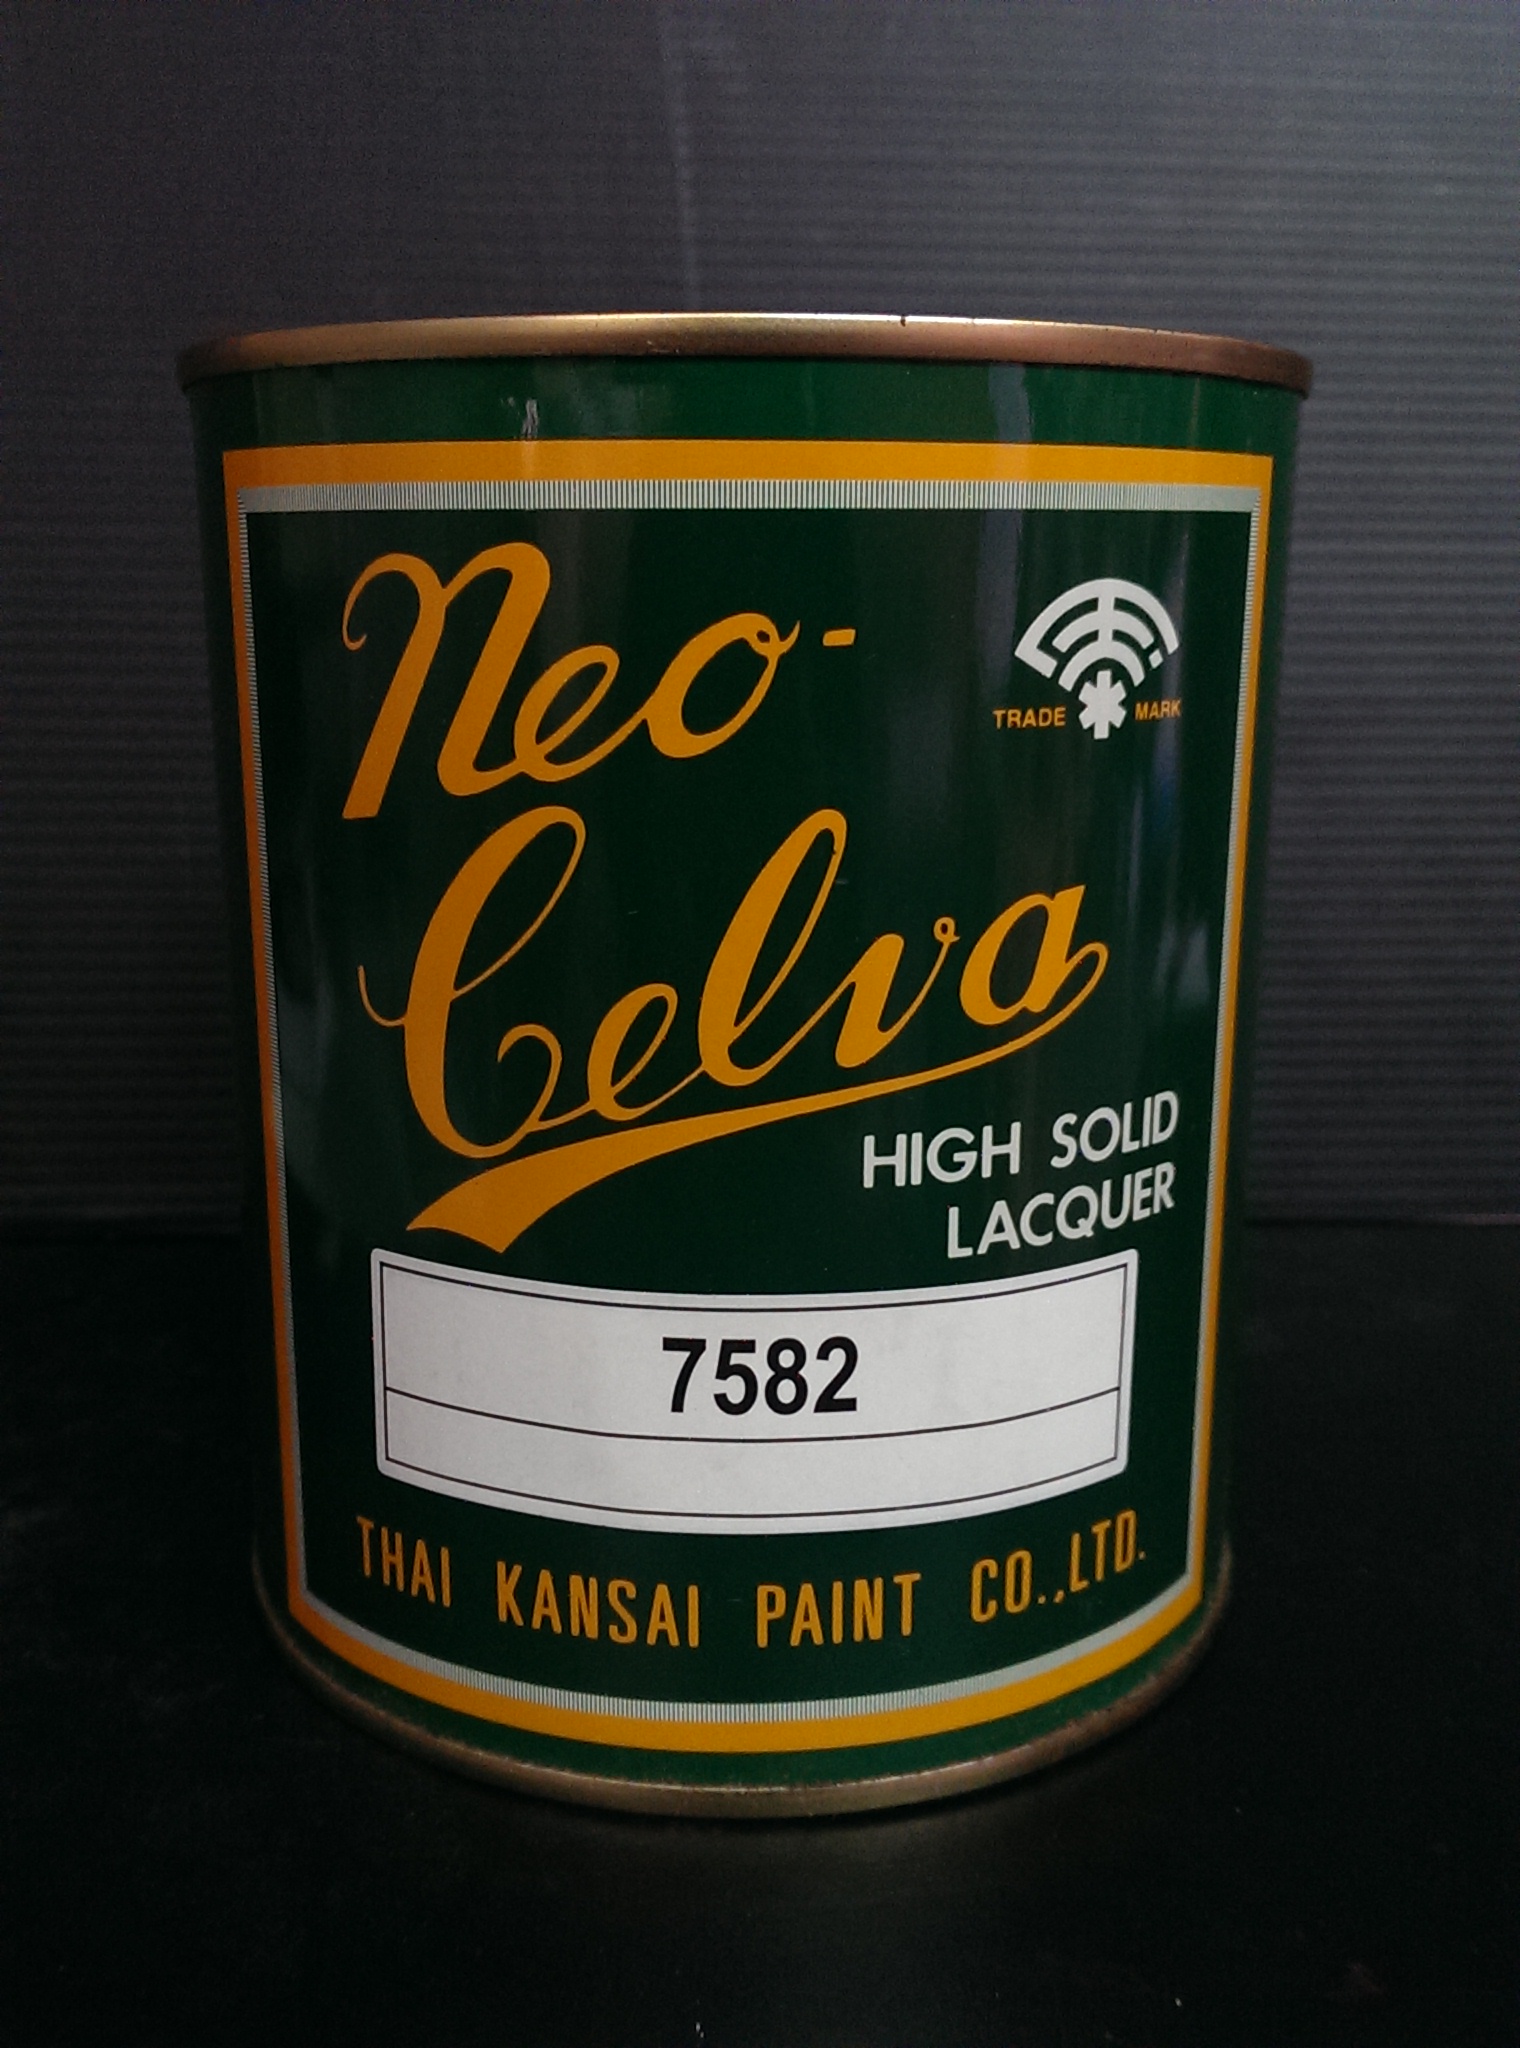 Neo-
TRADE MARK
Celva
HIGH SOLID
LACQUER
7582
THAI KANSAI PAINT CO.,LTD.